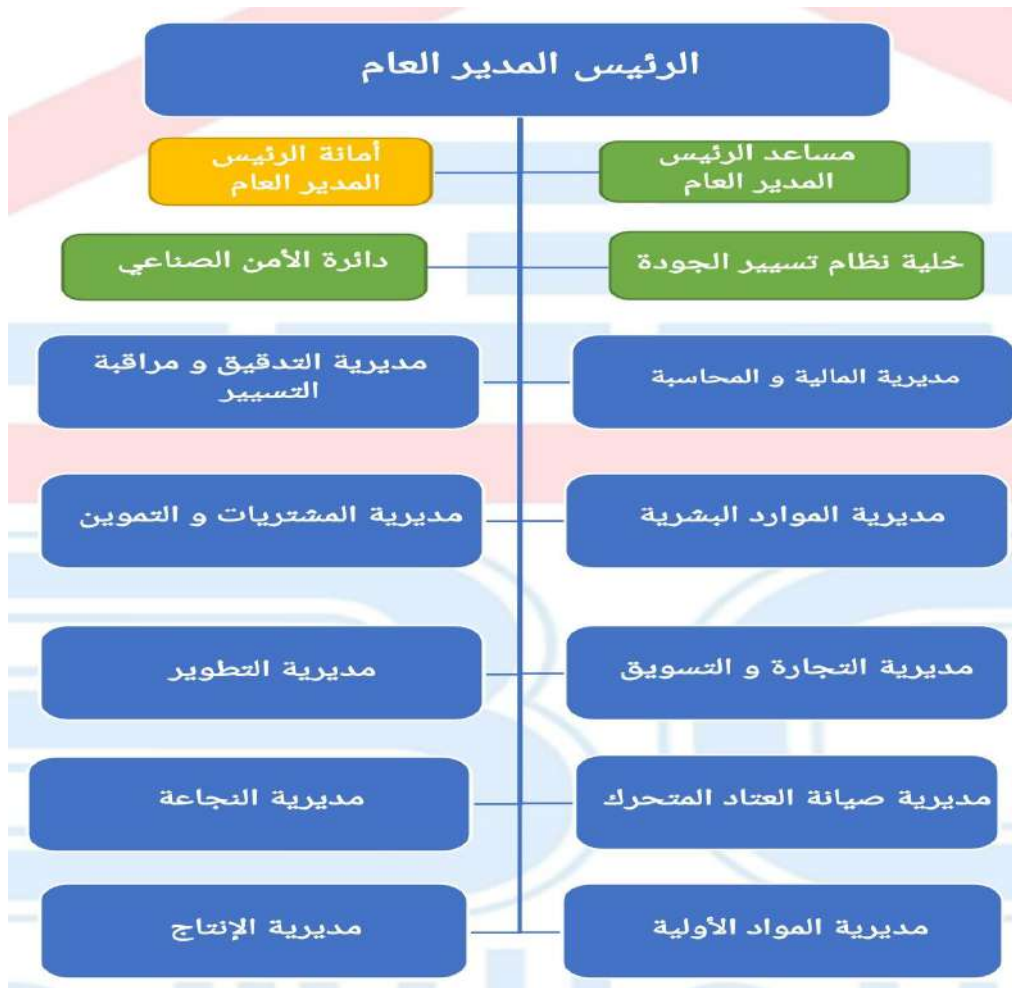 الرئيس المدير العام
مساعد الرئيس
المدير العام
أمانة الرئيس
المدير العام
خلية نظام تسيير الجودة
دائرة الأمن الصناعي
مديرية المالية و المحاسبة
مديرية التدقيق و مراقبة
التسيير
مديرية الموارد البشرية
مديرية المشتريات و التموين
مديرية التجارة و التسويق
مديرية التطوير
مديرية صيانة العتاد المتحرك
مديرية النجاعة
مديرية المواد الأولية
مديرية الإنتاج